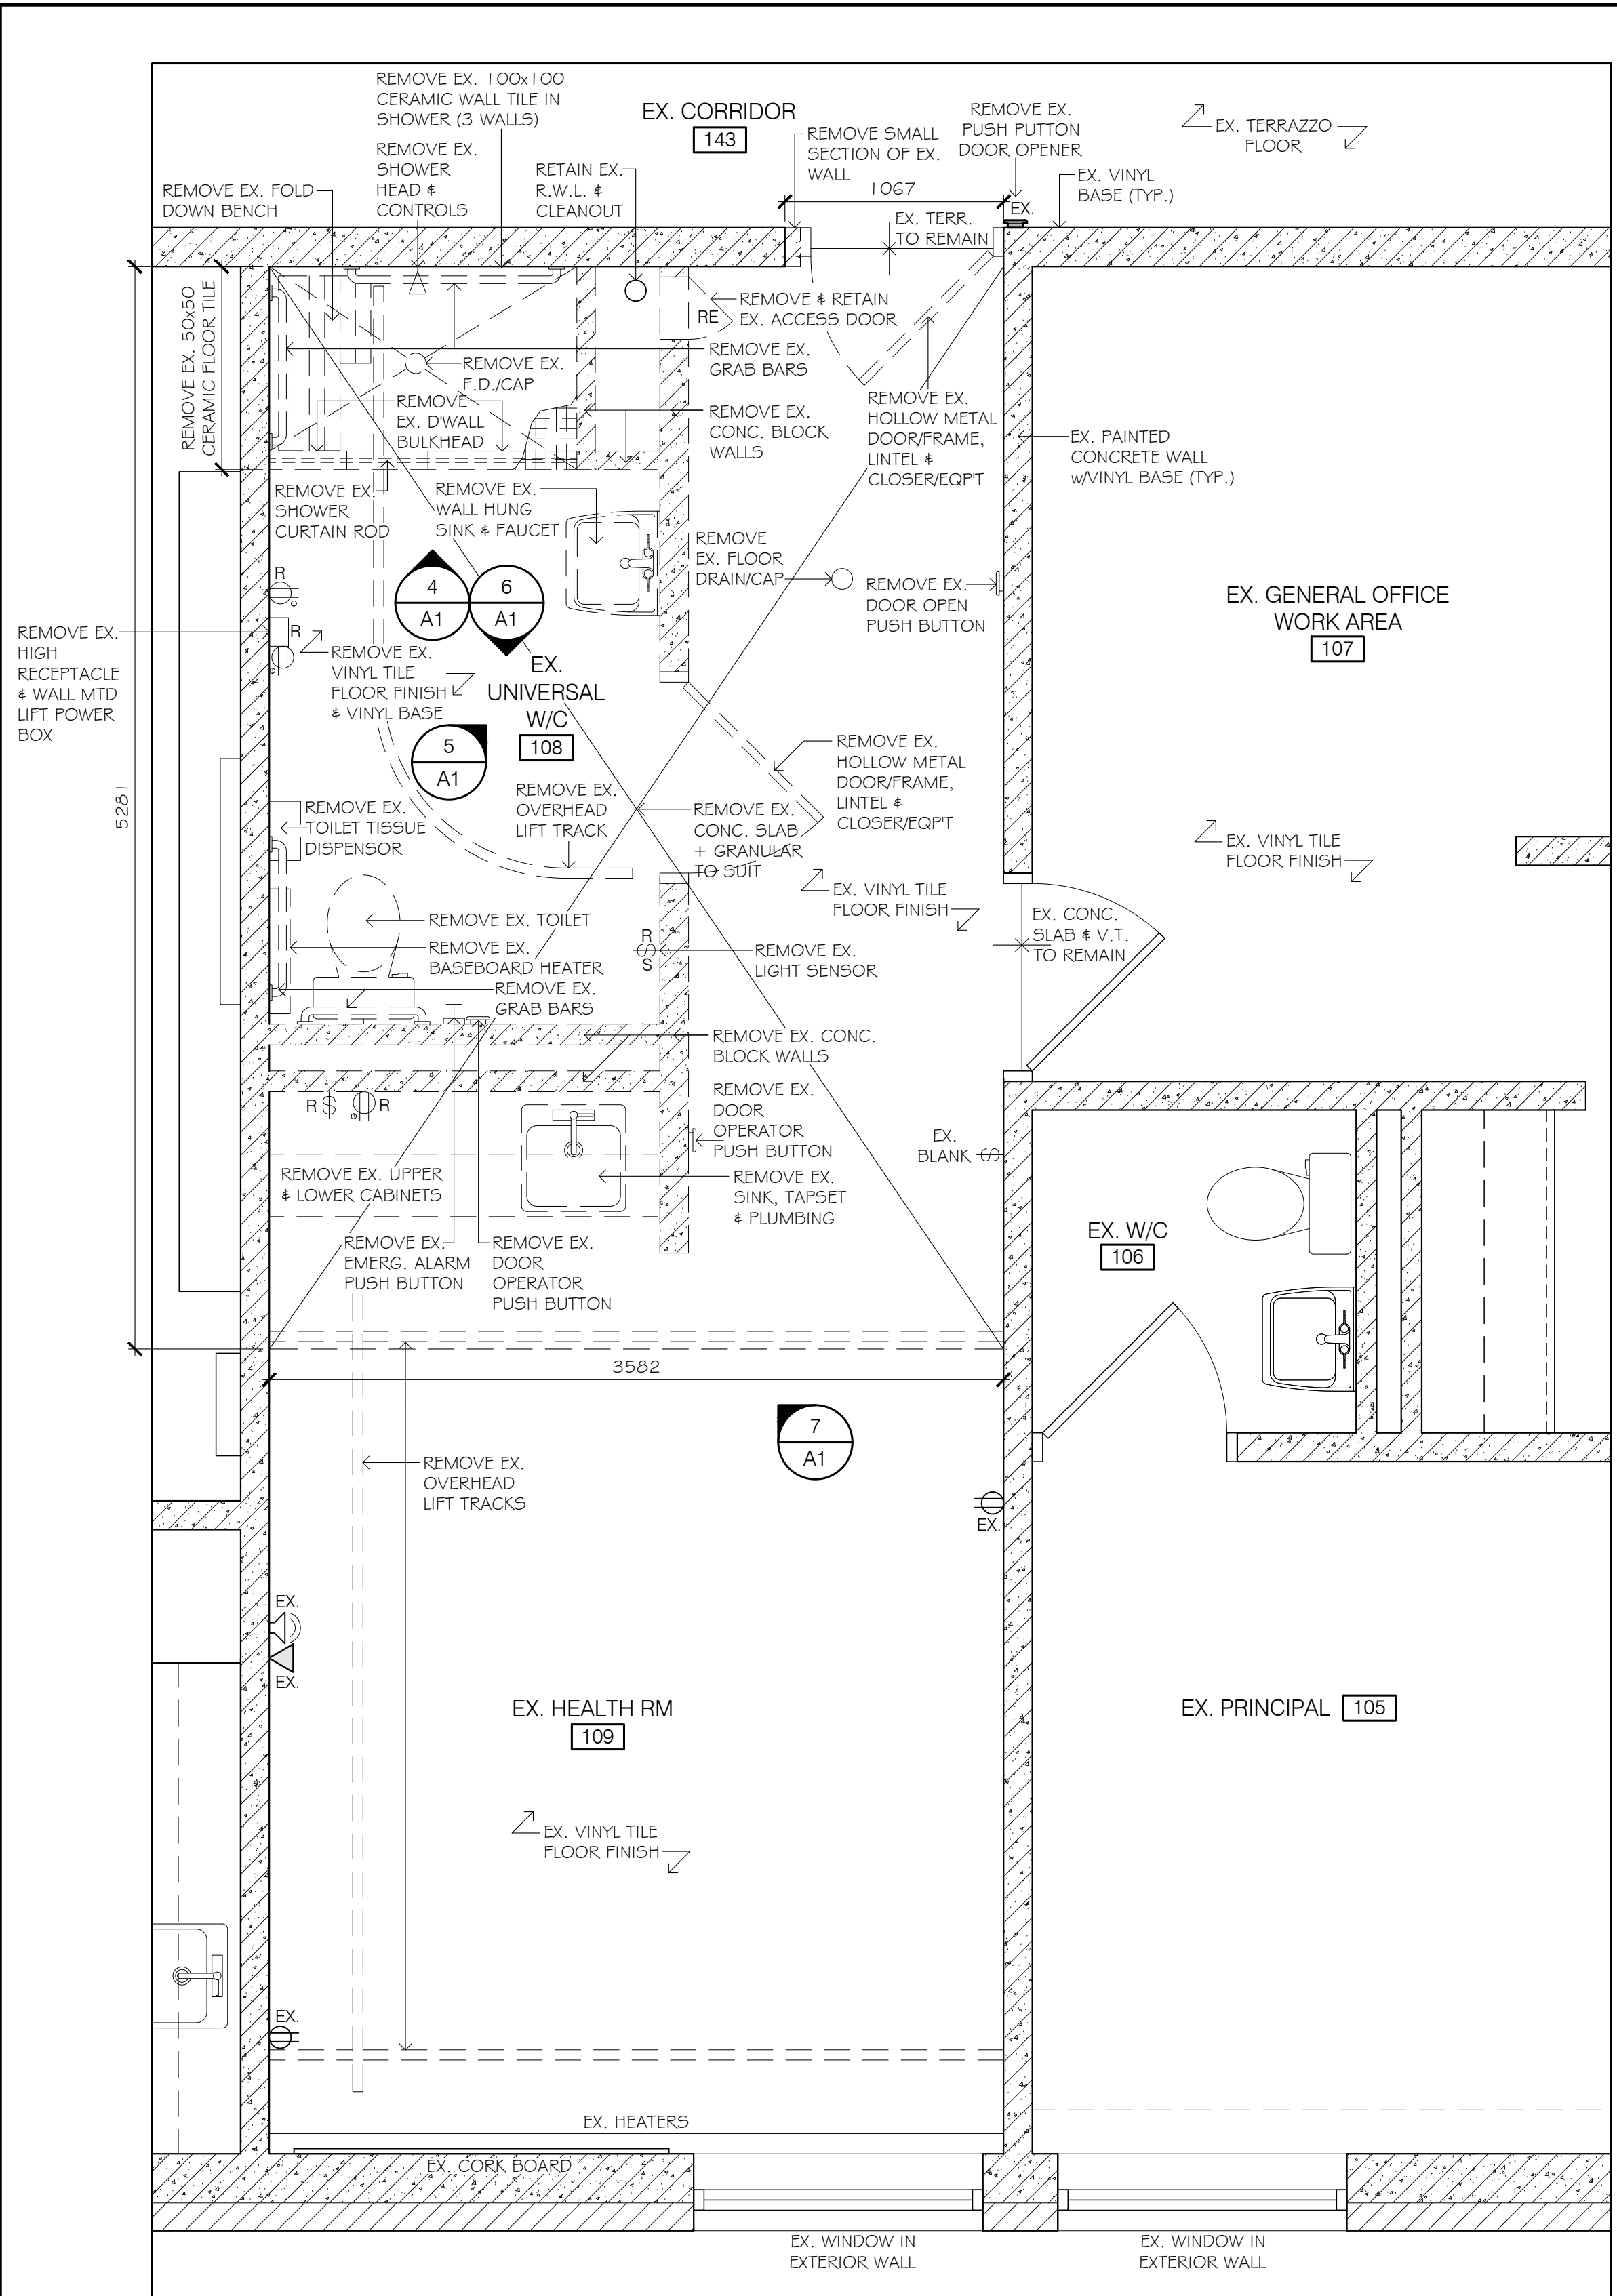 REMOVE EX. 100x100
CERAMIC WALL TILE IN
SHOWER (3 WALLS)
EX. CORRIDOR
143
REMOVE EX.
PUSH PUTTON
DOOR OPENER
EX. TERRAZZO
FLOOR
REMOVE SMALL
SECTION OF EX.
WALL
REMOVE EX.
SHOWER
HEAD &
CONTROLS
RETAIN EX.
R.W.L. &
CLEANOUT
REMOVE EX. FOLD
DOWN BENCH
1067
EX. VINYL
BASE (TYP.)
EX.
EX. TERR.
TO REMAIN
REMOVE EX. 50x50
CERAMIC FLOOR TILE
REMOVE & RETAIN
EX. ACCESS DOOR
RE
REMOVE EX.
GRAB BARS
REMOVE EX.
F.D./CAP
REMOVE
EX. D'WALL
BULKHEAD
REMOVE EX.
CONC. BLOCK
WALLS
REMOVE EX.
HOLLOW METAL
DOOR/FRAME,
LINTEL &
CLOSER/EQP'T
EX. PAINTED
CONCRETE WALL
w/VINYL BASE (TYP.)
REMOVE EX.
SHOWER
CURTAIN ROD
REMOVE EX.
WALL HUNG
SINK & FAUCET
REMOVE
EX. FLOOR
DRAIN/CAP
REMOVE EX.
DOOR OPEN
PUSH BUTTON
R
4
A1
6
A1
EX. GENERAL OFFICE
WORK AREA
107
REMOVE EX.
HIGH
RECEPTACLE
& WALL MTD
LIFT POWER
BOX
R
REMOVE EX.
VINYL TILE
FLOOR FINISH
& VINYL BASE
EX.
UNIVERSAL
W/C
108
5
A1
REMOVE EX.
HOLLOW METAL
DOOR/FRAME,
LINTEL &
CLOSER/EQP'T
5281
REMOVE EX.
TOILET TISSUE
DISPENSOR
REMOVE EX.
OVERHEAD
LIFT TRACK
REMOVE EX.
CONC. SLAB
+ GRANULAR
TO SUIT
EX. VINYL TILE
FLOOR FINISH
EX. VINYL TILE
FLOOR FINISH
REMOVE EX. TOILET
REMOVE EX.
BASEBOARD HEATER
REMOVE EX.
GRAB BARS
R
S
REMOVE EX.
LIGHT SENSOR
EX. CONC.
SLAB & V.T.
TO REMAIN
REMOVE EX. CONC.
BLOCK WALLS
R
R
REMOVE EX.
DOOR
OPERATOR
PUSH BUTTON
EX.
BLANK
REMOVE EX. UPPER
& LOWER CABINETS
REMOVE EX.
SINK, TAPSET
& PLUMBING
EX. W/C
106
REMOVE EX.
EMERG. ALARM
PUSH BUTTON
REMOVE EX.
DOOR
OPERATOR
PUSH BUTTON
3582
7
A1
REMOVE EX.
OVERHEAD
LIFT TRACKS
EX.
EX.
EX.
EX. HEALTH RM
109
EX. PRINCIPAL 105
EX. VINYL TILE
FLOOR FINISH
EX.
EX. HEATERS
EX. CORK BOARD
EX. WINDOW IN
EXTERIOR WALL
EX. WINDOW IN
EXTERIOR WALL